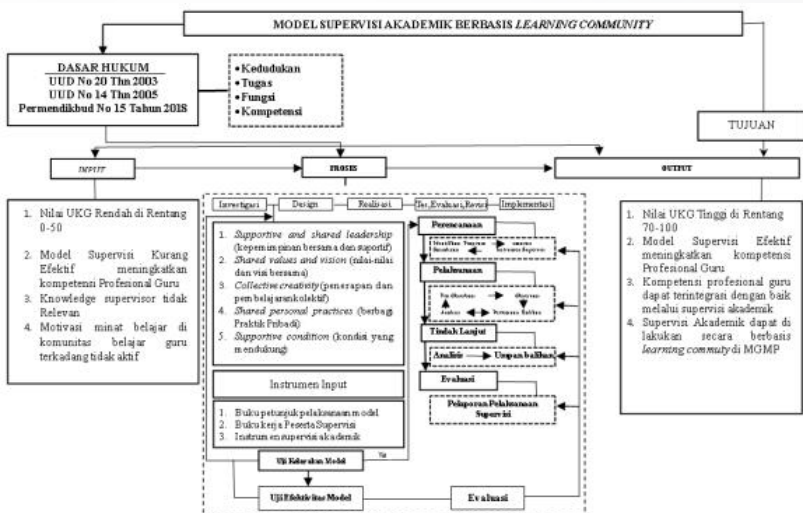 MODEL SUPERVISI AKADEMIK BERBASIS LEARNING COMMUNITY
DASAR HUKUM
UUD No 20 Thn 2003
UUD No 14 Thn 2005
Permendikbud No 15 Tahun 2018
• Kedudukan
• Tugas
• Fungsi
• Kompetensi
TUJUAN
INPUT
PROSES
OUTPUT
1. Nilai UKG Rendah di Rentang
0-50
2. Model Supervisi Kurang
Efektif meningkatkan
kompetensi Profesional Guru
3. Knowledge supervisor tidak
Relevan
4. Motivasi minat belajar di
komunitas belajar guru
terkadang tidak aktif
Investigasi
Design
Realisasi
Tes, Evaluasi, Revisi
Implementasi
1. Supportive and shared leadership
(kepemimpinan bersama dan suportif)
2. Shared values and vision (nilai-nilai
dan visi bersama)
3. Collective creativity (penerapan dan
pembelajaran kolektif)
4. Shared personal practices (berbagi
Praktik Pribadi)
5. Supportive condition (kondisi yang
mendukung)
Instrumen Input
1. Buku petunjuk pelaksanaan model
2. Buku kerja Peserta Supervisi
3. Instrumen supervisi akademik
Uji Kelayakan Model
Uji Efektivitas Model
Perencanaan
Pelaksanaan
Tindak Lanjut
Analisis
Umpan balikan
Evaluasi
Pelaporan Pelaksanaan
Supervisi
Evaluasi
1. Nilai UKG Tinggi di Rentang
70-100
2. Model Supervisi Efektif
meningkatkan kompetensi
Profesional Guru
3. Kompetensi profesional guru
dapat terintegrasi dengan baik
melalui supervisi akademik
4. Supervisi Akademik dapat di
lakukan secara berbasis
learning commuty di MGMP